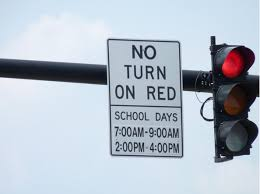 NO
TURN
ON RED
SCHOOL DAYS
7:00AM-9:00AM
2:00PM-4:00PM